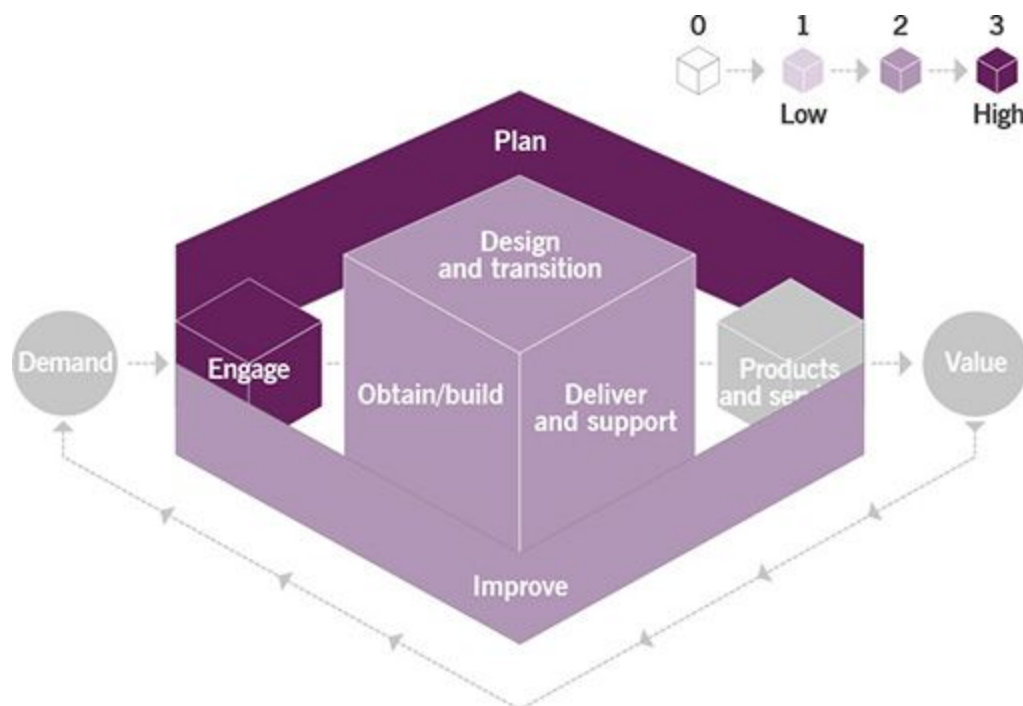 0 1 2 3
Low High
Plan
Design
and transition
Demand
Engage
Obtain/build
Deliver
and support
Products
and
Value
Improve